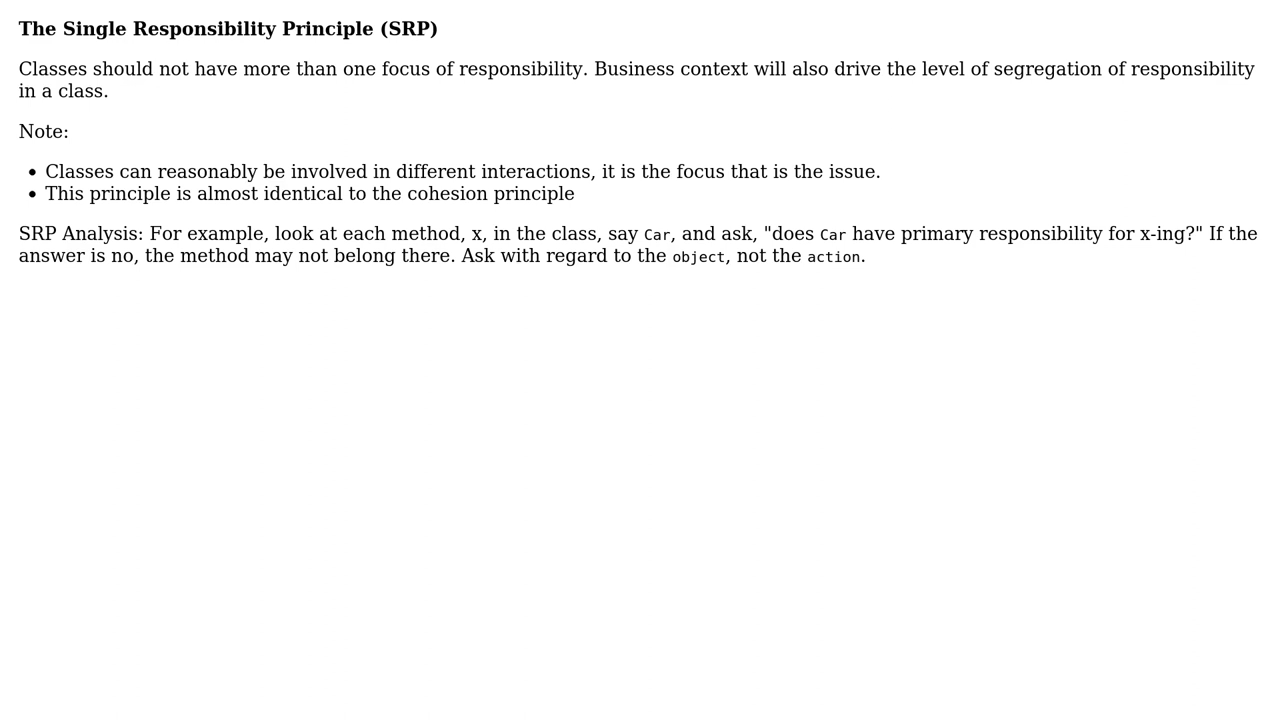 The Single Responsibility Principle (SRP)
Classes should not have more than one focus of responsibility. Business context will also drive the level of segregation of responsibility
in a class.
Note:
• Classes can reasonably be involved in different interactions, it is the focus that is the issue.
• This principle is almost identical to the cohesion principle
SRP Analysis: For example, look at each method, x, in the class, say Car, and ask, "does Car have primary responsibility for x-ing?" If the
answer is no, the method may not belong there. Ask with regard to the object, not the action.